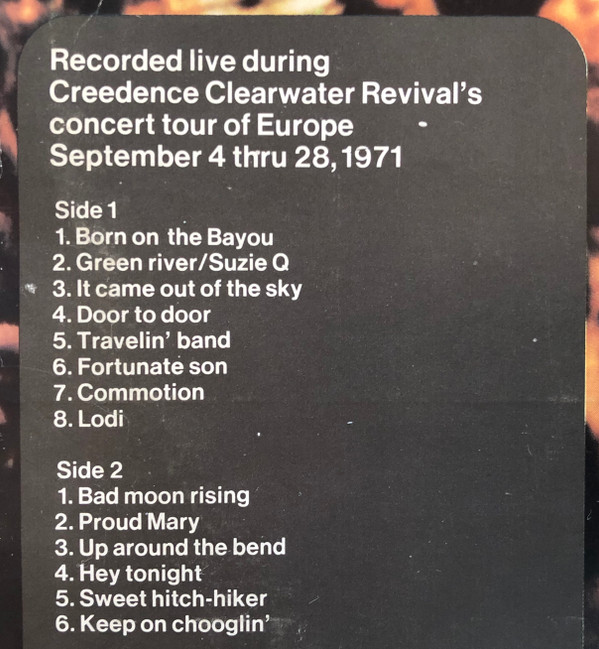 Recorded live during
Creedence Clearwater Revival's
concert tour of Europe
September 4 thru 28, 1971
Side 1
1. Born on the Bayou
2. Green river/Suzie Q
3. It came out of the sky
4. Door to door
5. Travelin' band
6. Fortunate son
7. Commotion
8. Lodi
Side 2
1. Bad moon rising
2. Proud Mary
3. Up around the bend
4. Hey tonight
5. Sweet hitch-hiker
6. Keep on chooglin'